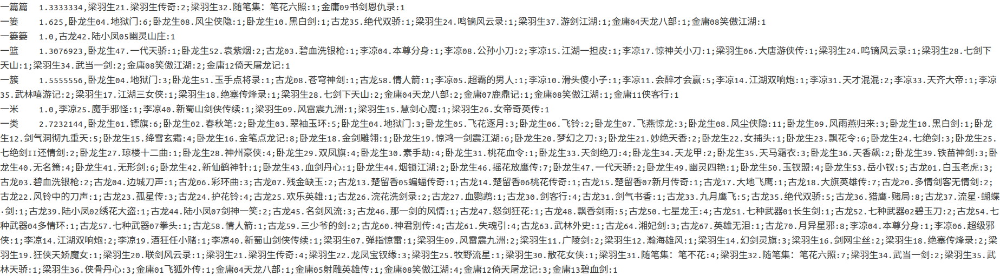 一篇篇	1.3333334,梁羽生21.梁羽生传奇:2;梁羽生32.随笔集: 笔花六照:1;金庸09书剑恩仇录:1
一篓	1.625,卧龙生04.地狱门:6;卧龙生08.风尘侠隐:1;卧龙生10.黑白剑:1;古龙35.绝代双骄:1;梁羽生24.鸣镝风云录:1;梁羽生37.游剑江湖:1;金庸04天龙八部:1;金庸08笑傲江湖:1
一篓篓	1.0,古龙42.陆小凤05幽灵山庄:1
一篮	1.3076923,卧龙生47.一代天骄:1;卧龙生52.袁紫烟:2;古龙03.碧血洗银枪:1;李凉04.本尊分身:1;李凉08.公孙小刀:2;李凉15.江湖一担皮:1;李凉17.惊神关小刀:1;梁羽生06.大唐游侠传:1;梁羽生24.鸣镝风云录:1;梁羽生28.七剑下
天山:1;梁羽生34.武当一剑:2;金庸08笑傲江湖:2;金庸12倚天屠龙记:1
一簇	1.5555556,卧龙生04.地狱门:3;卧龙生51.玉手点将录:1;古龙08.苍穹神剑:1;古龙58.情人箭:1;李凉05.超霸的男人:1;李凉10.滑头傻小子:1;李凉11.会醉才会赢:5;李凉14.江湖双响炮:1;李凉31.天才混混:2;李凉33.天齐大帝:1;李凉
35.武林嘻游记:2;梁羽生17.江湖三女侠:1;梁羽生18.绝塞传烽录:1;梁羽生28.七剑下天山:2;金庸04天龙八部:2;金庸07鹿鼎记:1;金庸08笑傲江湖:1;金庸11侠客行:1
一米	1.0,李凉25.魔手邪怪:1;李凉40.新蜀山剑侠传续:1;梁羽生09.风雷震九洲:1;梁羽生15.慧剑心魔:1;梁羽生26.女帝奇英传:1
一类	2.7232144,卧龙生01.镖旗:6;卧龙生02.春秋笔:2;卧龙生03.翠袖玉环:5;卧龙生04.地狱门:3;卧龙生05.飞花逐月:3;卧龙生06.飞铃:2;卧龙生07.飞燕惊龙:3;卧龙生08.风尘侠隐:11;卧龙生09.风雨燕归来:3;卧龙生10.黑白剑:1;卧龙
生12.剑气洞彻九重天:5;卧龙生15.绛雪玄霜:4;卧龙生16.金笔点龙记:8;卧龙生18.金剑雕翎:1;卧龙生19.惊鸿一剑震江湖:6;卧龙生20.梦幻之刀:3;卧龙生21.妙绝天香:2;卧龙生22.女捕头:1;卧龙生23.飘花令:6;卧龙生24.七绝剑:3;卧龙生25.
七绝剑II还情剑:2;卧龙生27.琼楼十二曲:1;卧龙生28.神州豪侠:4;卧龙生29.双凤旗:4;卧龙生30.素手劫:4;卧龙生31.桃花血令:1;卧龙生33.天剑绝刀:4;卧龙生34.天龙甲:2;卧龙生35.天马霜衣:3;卧龙生36.天香飙:2;卧龙生39.铁苗神剑:3;卧龙生
40.无名箫:4;卧龙生41.无形剑:6;卧龙生42.新仙鹤神针:1;卧龙生43.血剑丹心:1;卧龙生44.烟锁江湖:2;卧龙生46.摇花放鹰传:7;卧龙生47.一代天骄:2;卧龙生49.幽灵四艳:1;卧龙生50.玉钗盟:4;卧龙生53.岳小钗:5;古龙01.白玉老虎:3;
古龙03.碧血洗银枪:2;古龙04.边城刀声:1;古龙06.彩环曲:3;古龙07.残金缺玉:2;古龙13.楚留香05蝙蝠传奇:1;古龙14.楚留香06桃花传奇:1;古龙15.楚留香07新月传奇:1;古龙17.大地飞鹰:1;古龙18.大旗英雄传:7;古龙20.多情剑客无情剑:2;
古龙22.风铃中的刀声:1;古龙23.孤星传:3;古龙24.护花铃:4;古龙25.欢乐英雄:1;古龙26.浣花洗剑录:2;古龙27.血鹦鹉:1;古龙30.剑客行:4;古龙31.剑气书香:1;古龙33.九月鹰飞:5;古龙35.绝代双骄:5;古龙36.猎鹰·赌局:8;古龙37.流星·蝴蝶
·剑:1;古龙39.陆小凤02绣花大盗:1;古龙44.陆小凤07剑神一笑:2;古龙45.名剑风流:3;古龙46.那一剑的风情:1;古龙47.怒剑狂花:1;古龙48.飘香剑雨:5;古龙50.七星龙王:4;古龙51.七种武器01长生剑:1;古龙52.七种武器02碧玉刀:2;古龙54.七
种武器04多情环:1;古龙57.七种武器07拳头:1;古龙58.情人箭:1;古龙59.三少爷的剑:2;古龙60.神君别传:4;古龙61.失魂引:4;古龙63.武林外史:1;古龙64.湘妃剑:3;古龙67.英雄无泪:1;古龙70.月异星邪:8;李凉04.本尊分身:1;李凉06.超级邪
侠:1;李凉14.江湖双响炮:2;李凉19.酒狂任小赌:1;李凉40.新蜀山剑侠传续:1;梁羽生07.弹指惊雷:1;梁羽生09.风雷震九洲:2;梁羽生11.广陵剑:2;梁羽生12.瀚海雄风:1;梁羽生14.幻剑灵旗:3;梁羽生16.剑网尘丝:2;梁羽生18.绝塞传烽录:2;梁羽
生19.狂侠天娇魔女:1;梁羽生20.联剑风云录:1;梁羽生21.梁羽生传奇:4;梁羽生22.龙凤宝钗缘:3;梁羽生25.牧野流星:1;梁羽生30.散花女侠:1;梁羽生31.随笔集: 笔不花:4;梁羽生32.随笔集: 笔花六照:7;梁羽生34.武当一剑:2;梁羽生35.武
林天骄:1;梁羽生36.侠骨丹心:3;金庸01飞狐外传:1;金庸04天龙八部:1;金庸05射雕英雄传:1;金庸08笑傲江湖:4;金庸12倚天屠龙记:3;金庸13碧血剑:1